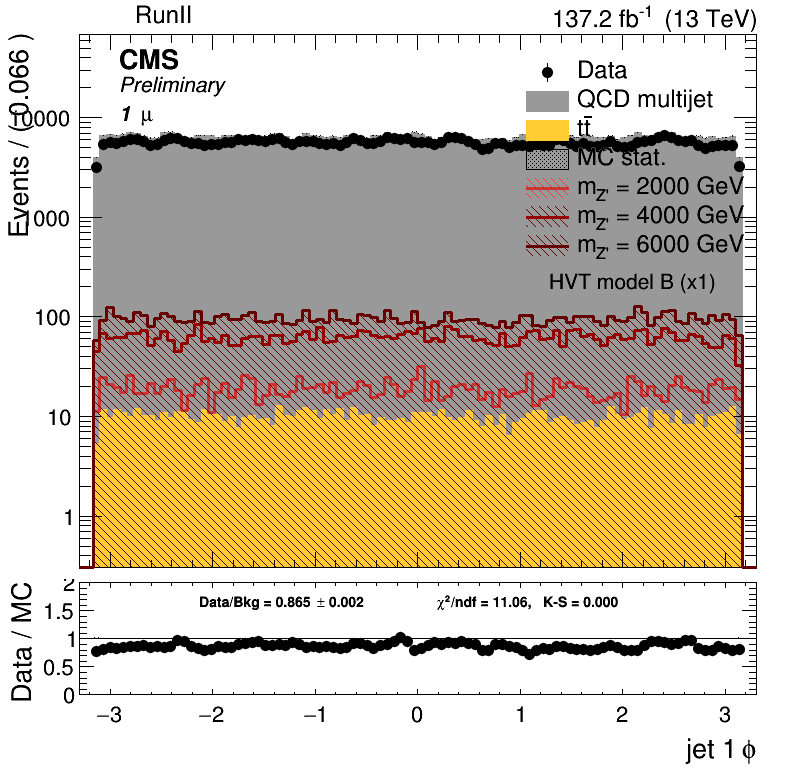 RunII
137.2 fb⁻¹ (13 TeV)
Events / ( 0.066 )
CMS
Preliminary
1 μ
Data
QCD multijet
tt̄
MC stat.
m_Z' = 2000 GeV
m_Z' = 4000 GeV
m_Z' = 6000 GeV
HVT model B (x1)
10000
1000
100
10
1
Data / MC
Data/Bkg = 0.865 ± 0.002
χ²/ndf = 11.06, K-S = 0.000
2
1.5
1
0.5
0
−3 −2 −1 0 1 2 3
jet 1 ϕ